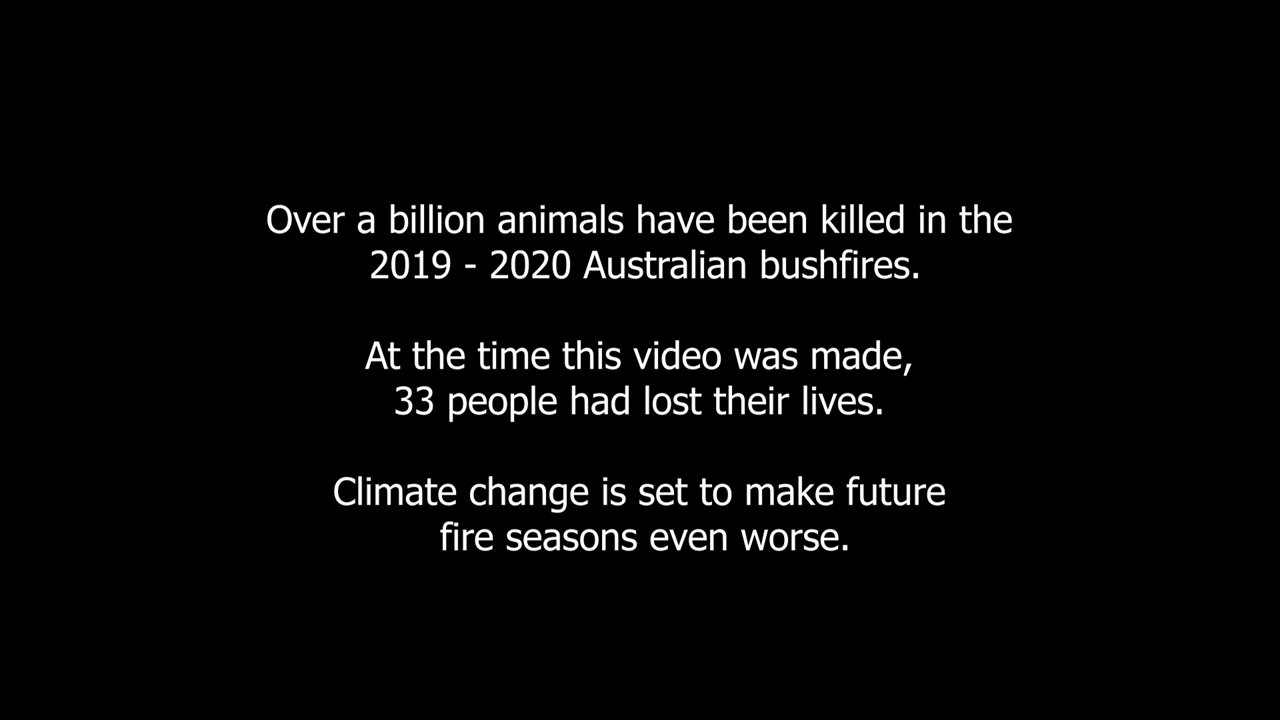 Over a billion animals have been killed in the
2019 - 2020 Australian bushfires.
At the time this video was made,
33 people had lost their lives.
Climate change is set to make future
fire seasons even worse.